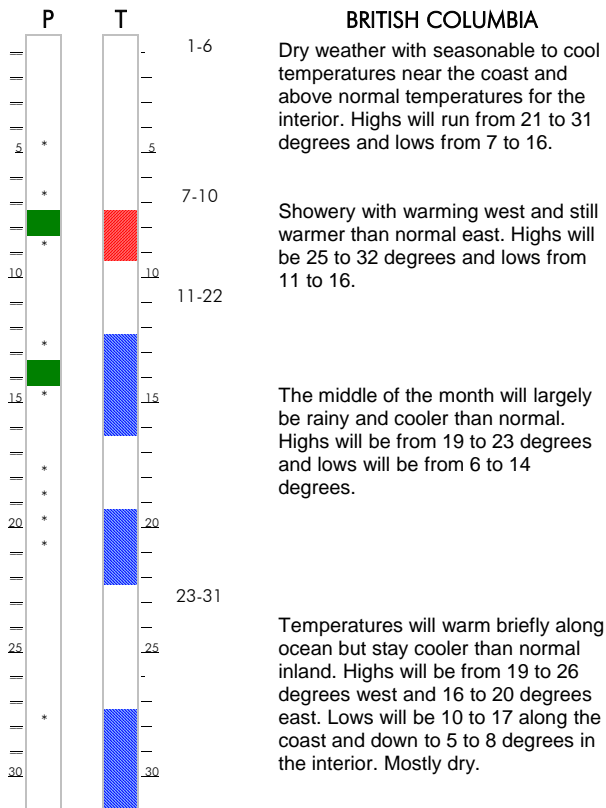 P T BRITISH COLUMBIA
1-6
Dry weather with seasonable to cool
temperatures near the coast and
above normal temperatures for the
interior. Highs will run from 21 to 31
degrees and lows from 7 to 16.
*
5 5
*
7-10
Showery with warming west and still
warmer than normal east. Highs will
be 25 to 32 degrees and lows from
11 to 16.
*
10 10
11-22
*
The middle of the month will largely
be rainy and cooler than normal.
Highs will be from 19 to 23 degrees
and lows will be from 6 to 14
degrees.
*
15 15
*
*
*
20 20
*
23-31
Temperatures will warm briefly along
ocean but stay cooler than normal
inland. Highs will be from 19 to 26
degrees west and 16 to 20 degrees
east. Lows will be 10 to 17 along the
coast and down to 5 to 8 degrees in
the interior. Mostly dry.
25 25
*
30 30